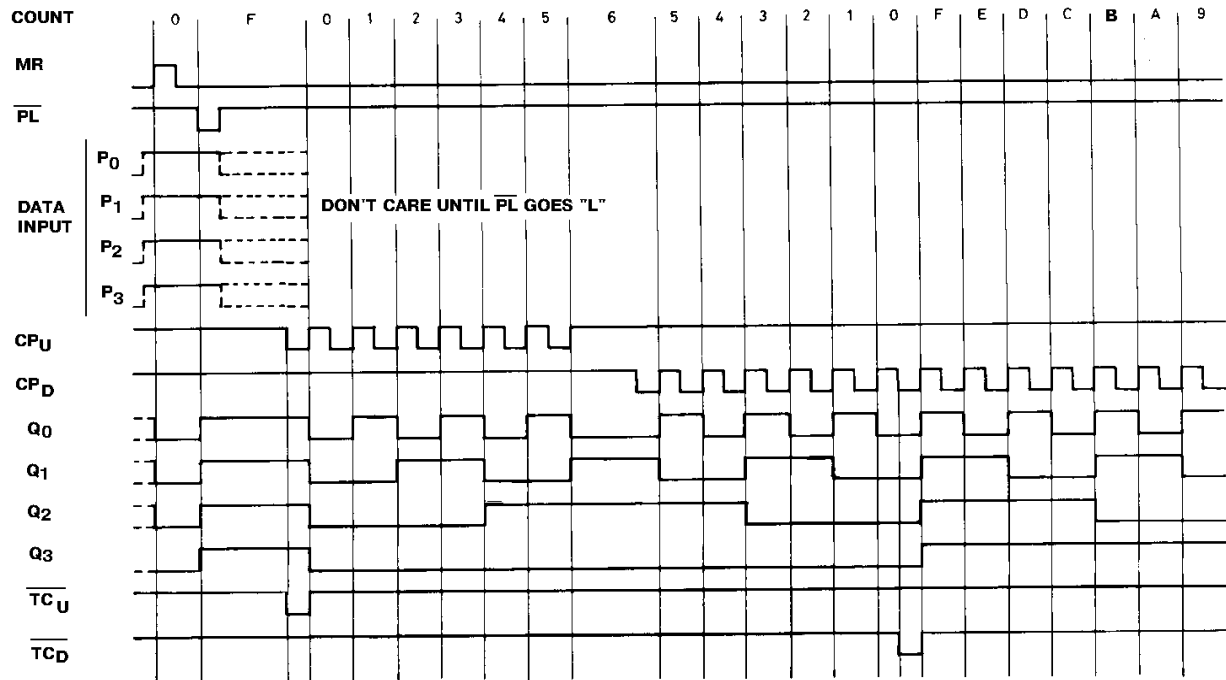 COUNT 0 F 0 1 2 3 4 5 6 5 4 3 2 1 0 F E D C B A 9
MR
PL
P0
P1
DATA INPUT
DON'T CARE UNTIL PL GOES "L"
P2
P3
CPU
CPD
Q0
Q1
Q2
Q3
TCU
TCD